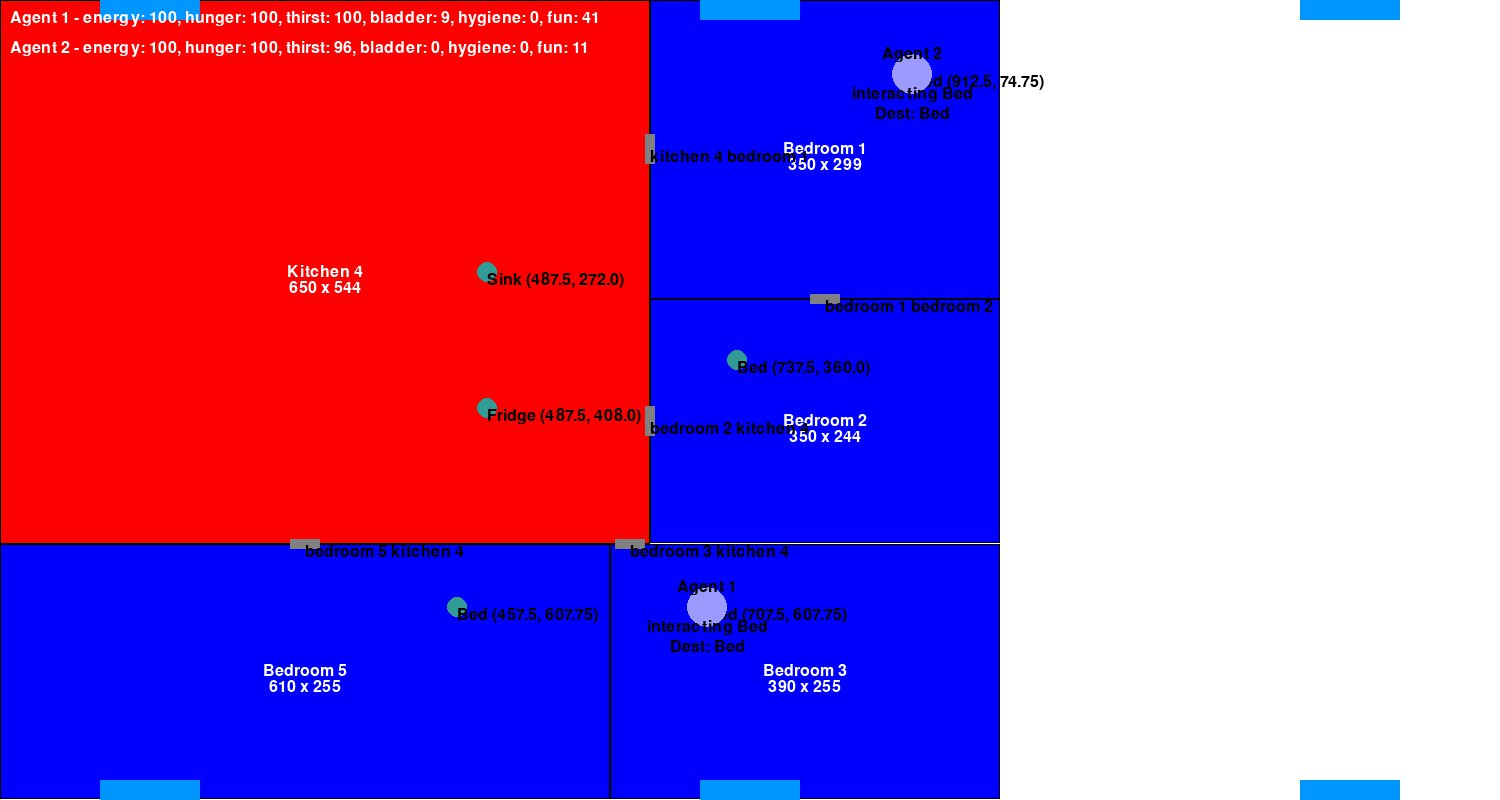 Agent 1 - energy: 100, hunger: 100, thirst: 100, bladder: 9, hygiene: 0, fun: 41
Agent 2 - energy: 100, hunger: 100, thirst: 96, bladder: 0, hygiene: 0, fun: 11
Agent 2
(912.5, 74.75)
interacting Bed
Dest: Bed
Bedroom 1
kitchen 4 bedroom
350 x 299
Kitchen 4
Sink (487.5, 272.0)
650 x 544
bedroom 1 bedroom 2
Bed (737.5, 360.0)
Fridge (487.5, 408.0)
Bedroom 2
bedroom 2 kitchen 4
350 x 244
bedroom 5 kitchen 4
bedroom 3 kitchen 4
Agent 1
Bed (457.5, 607.75)
(707.5, 607.75)
interacting Bed
Dest: Bed
Bedroom 5
610 x 255
Bedroom 3
390 x 255